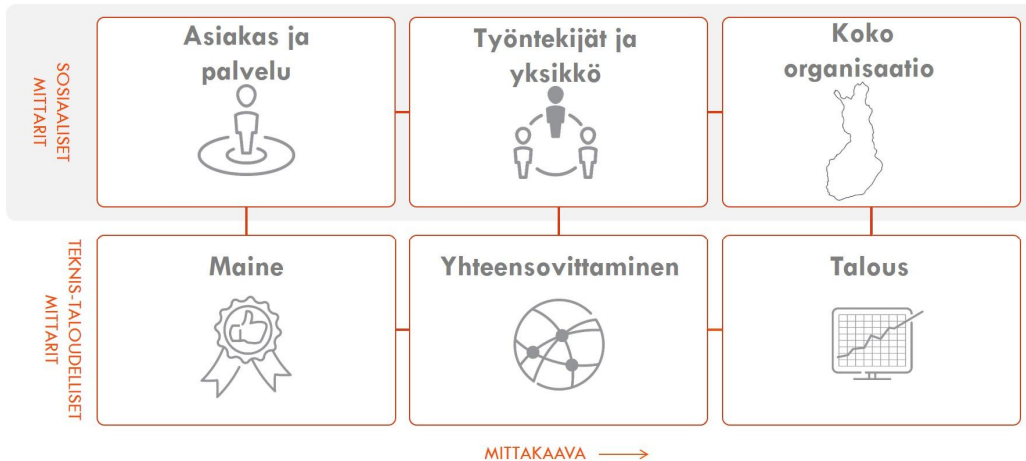 SOSIAALISET
MITTARIT
Asiakas ja
palvelu
Työntekijät ja
yksikkö
Koko
organisaatio
TEKNIS-TALOUDELLISET
MITTARIT
Maine
Yhteensovittaminen
Talous
MITTAKAAVA